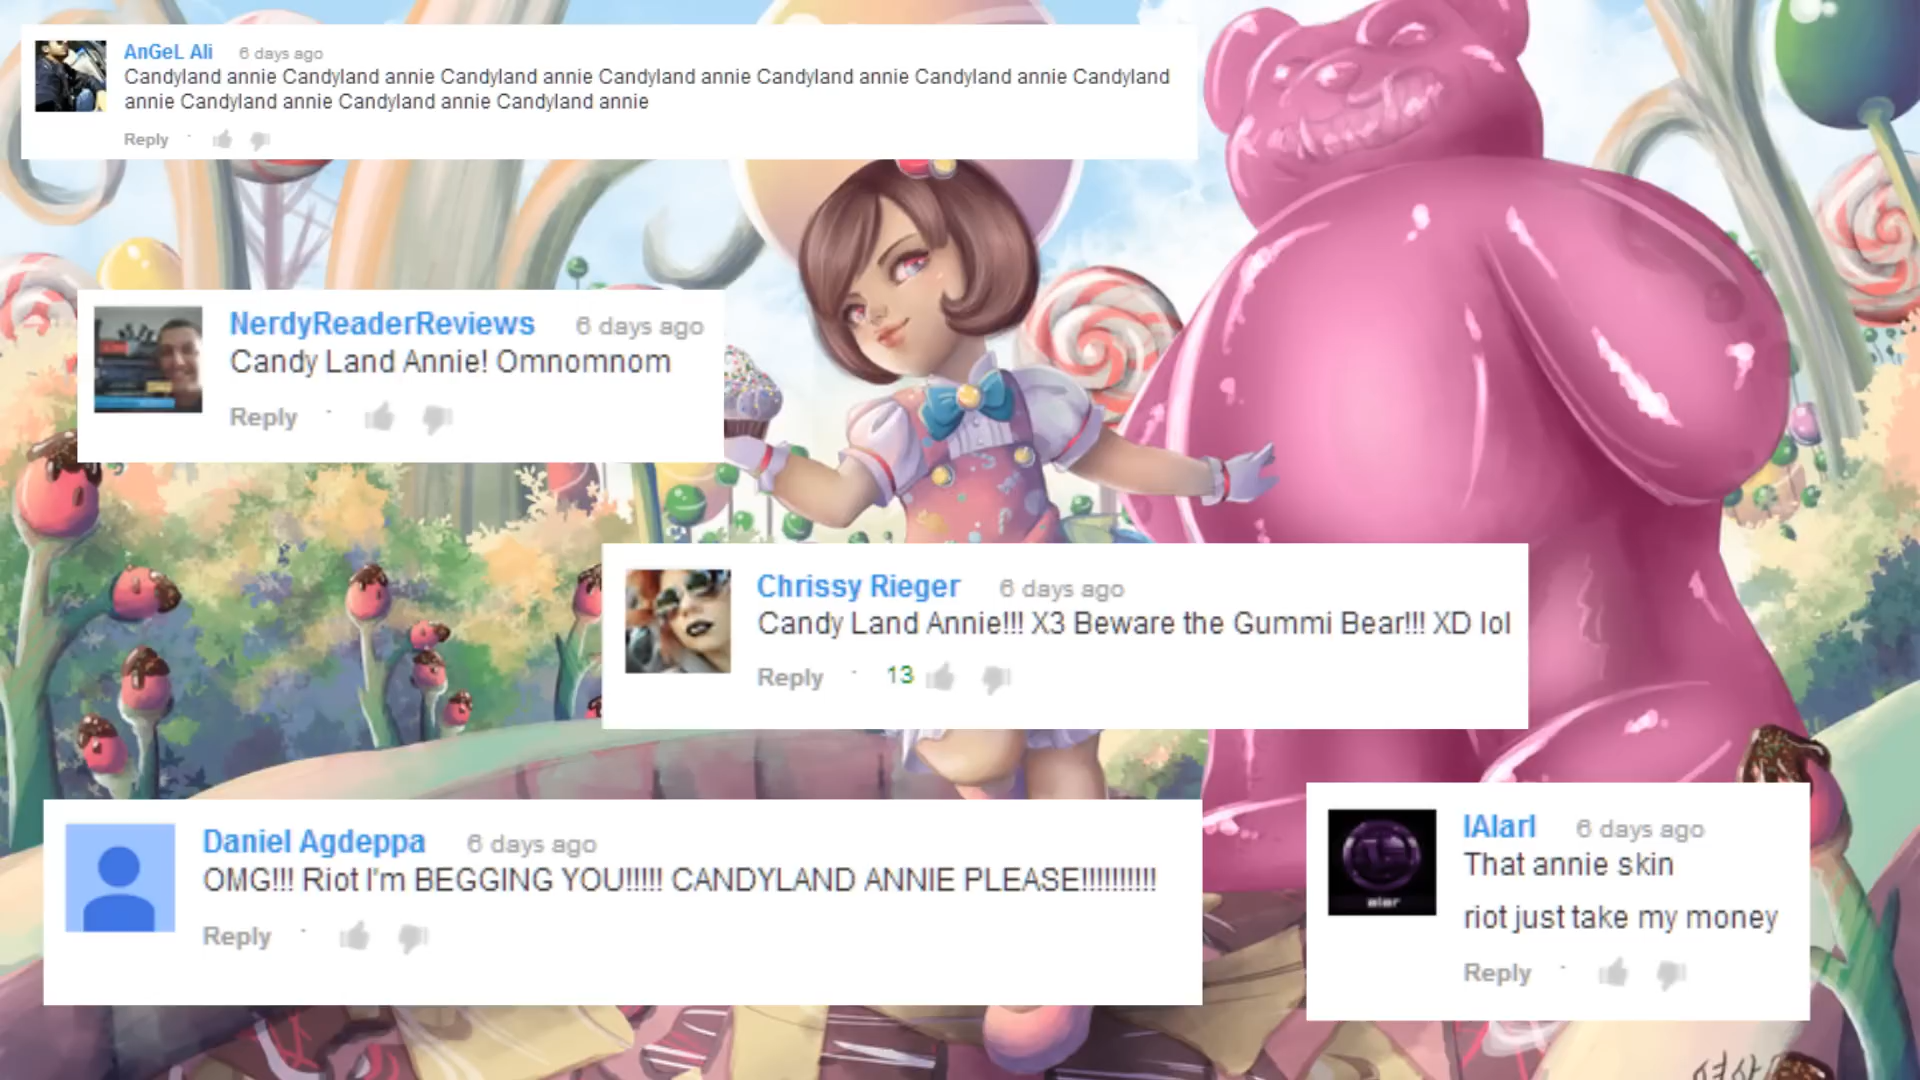 AnGeL Ali 6 days ago
Candyland annie Candyland annie Candyland annie Candyland annie Candyland annie Candyland annie Candyland
annie Candyland annie Candyland annie Candyland annie
Reply
NerdyReaderReviews 6 days ago
Candy Land Annie! Omnomnom
Reply
Chrissy Rieger 6 days ago
Candy Land Annie!!! X3 Beware the Gummi Bear!!! XD lol
Reply · 13
Daniel Agdeppa 6 days ago
OMG!!! Riot I'm BEGGING YOU!!!!! CANDYLAND ANNIE PLEASE!!!!!!!!!!
Reply
alar
lAlarl 6 days ago
That annie skin
riot just take my money
Reply